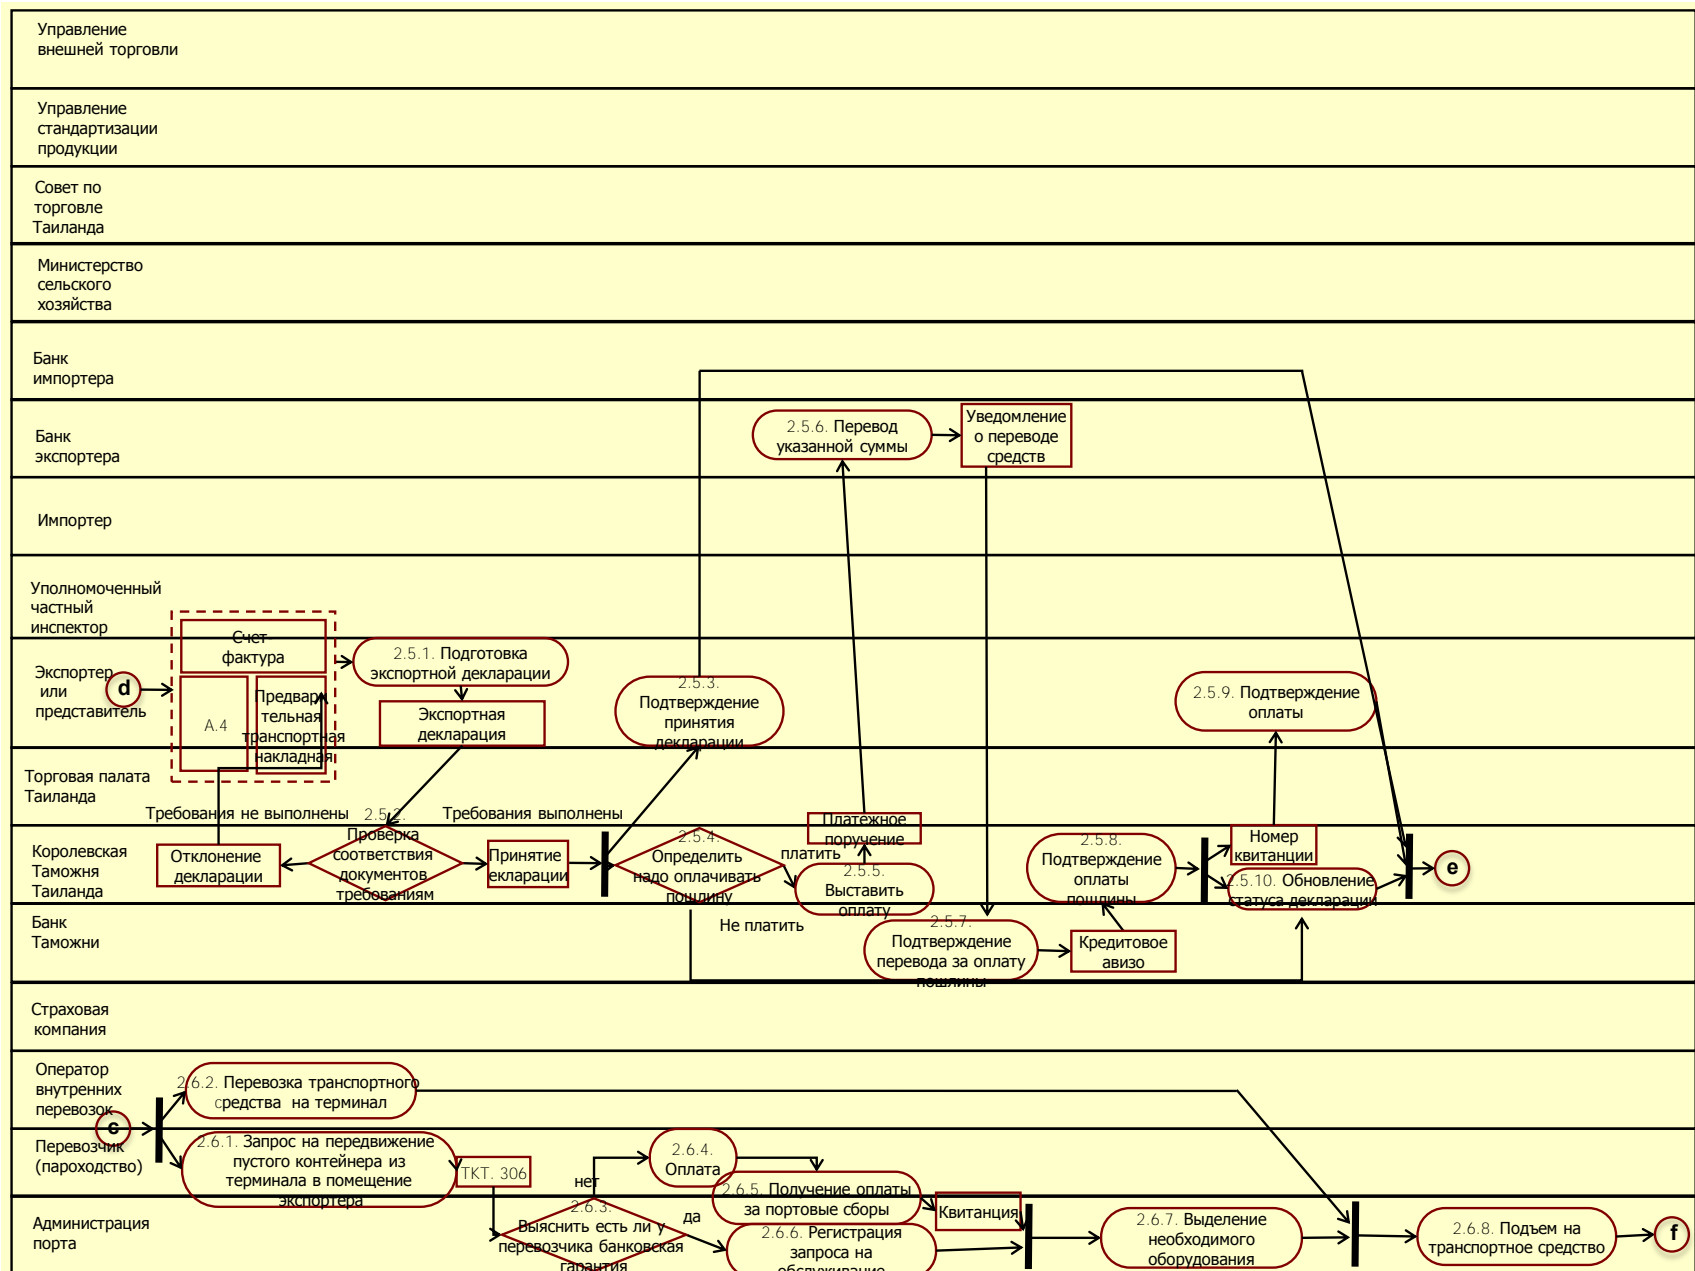 Управление
внешней торговли
Управление
стандартизации
продукции
Совет по
торговле
Таиланда
Министерство
сельского
хозяйства
Банк
импортера
Банк
экспортера
2.5.6. Перевод
указанной суммы
Уведомление
о переводе
средств
Импортер
Уполномоченный
частный
инспектор
Экспортер
или
представитель
d
Счет-
фактура
А.4
Предвари
тельная
транспортная
накладная
2.5.1. Подготовка
экспортной декларации
Экспортная
декларация
2.5.3.
Подтверждение
принятия
декларации
2.5.9. Подтверждение
оплаты
Торговая палата
Таиланда
Требования не выполнены
Требования выполнены
Королевская
Таможня
Таиланда
Отклонение
декларации
2.5.2.
Проверка
соответствия
документов
требованиям
Принятие
екларации
2.5.4.
Определить
надо оплачивать
пошлину
платить
Платежное
поручение
2.5.5.
Выставить
оплату
2.5.8.
Подтверждение
оплаты
пошлины
Номер
квитанции
2.5.10. Обновление
статуса декларации
e
Банк
Таможни
Не платить
2.5.7.
Подтверждение
перевода за оплату
пошлины
Кредитовое
авизо
Страховая
компания
Оператор
внутренних
перевозок
2.6.2. Перевозка транспортного
средства на терминал
c
Перевозчик
(пароходство)
2.6.1. Запрос на передвижение
пустого контейнера из
терминала в помещение
экспортера
ТКТ. 306
2.6.4.
Оплата
нет
2.6.5. Получение оплаты
за портовые сборы
Квитанция
Администрация
порта
2.6.3.
Выяснить есть ли у
перевозчика банковская
гарантия
да
2.6.6. Регистрация
запроса на
обслуживание
2.6.7. Выделение
необходимого
оборудования
2.6.8. Подъем на
транспортное средство
f